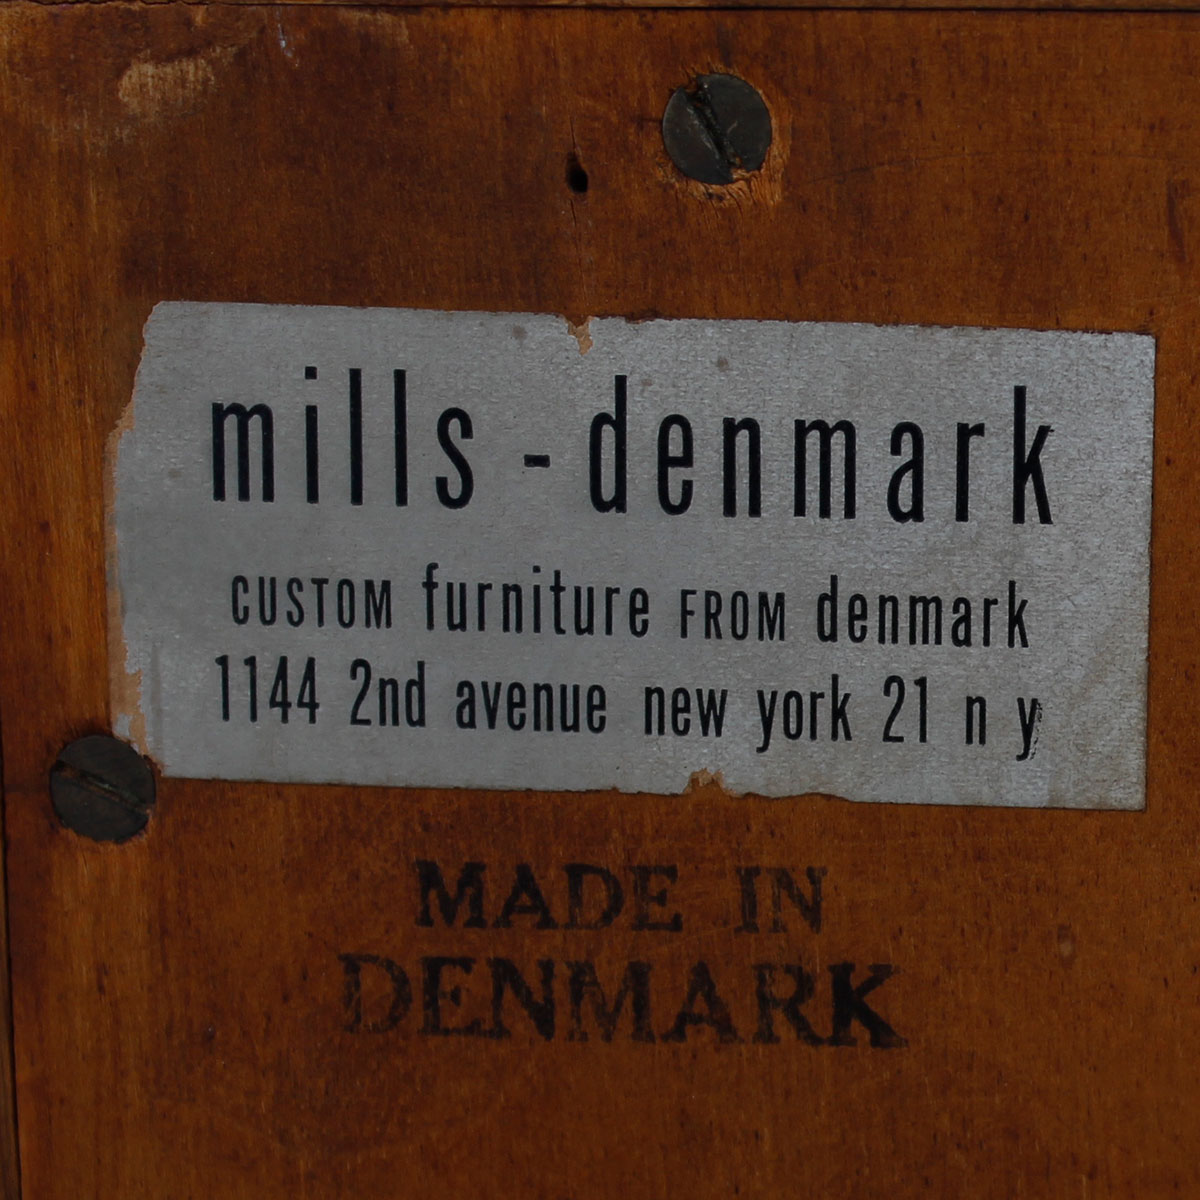 mills - denmark
CUSTOM furniture FROM denmark
1144 2nd avenue new york 21 n y
MADE IN
DENMARK